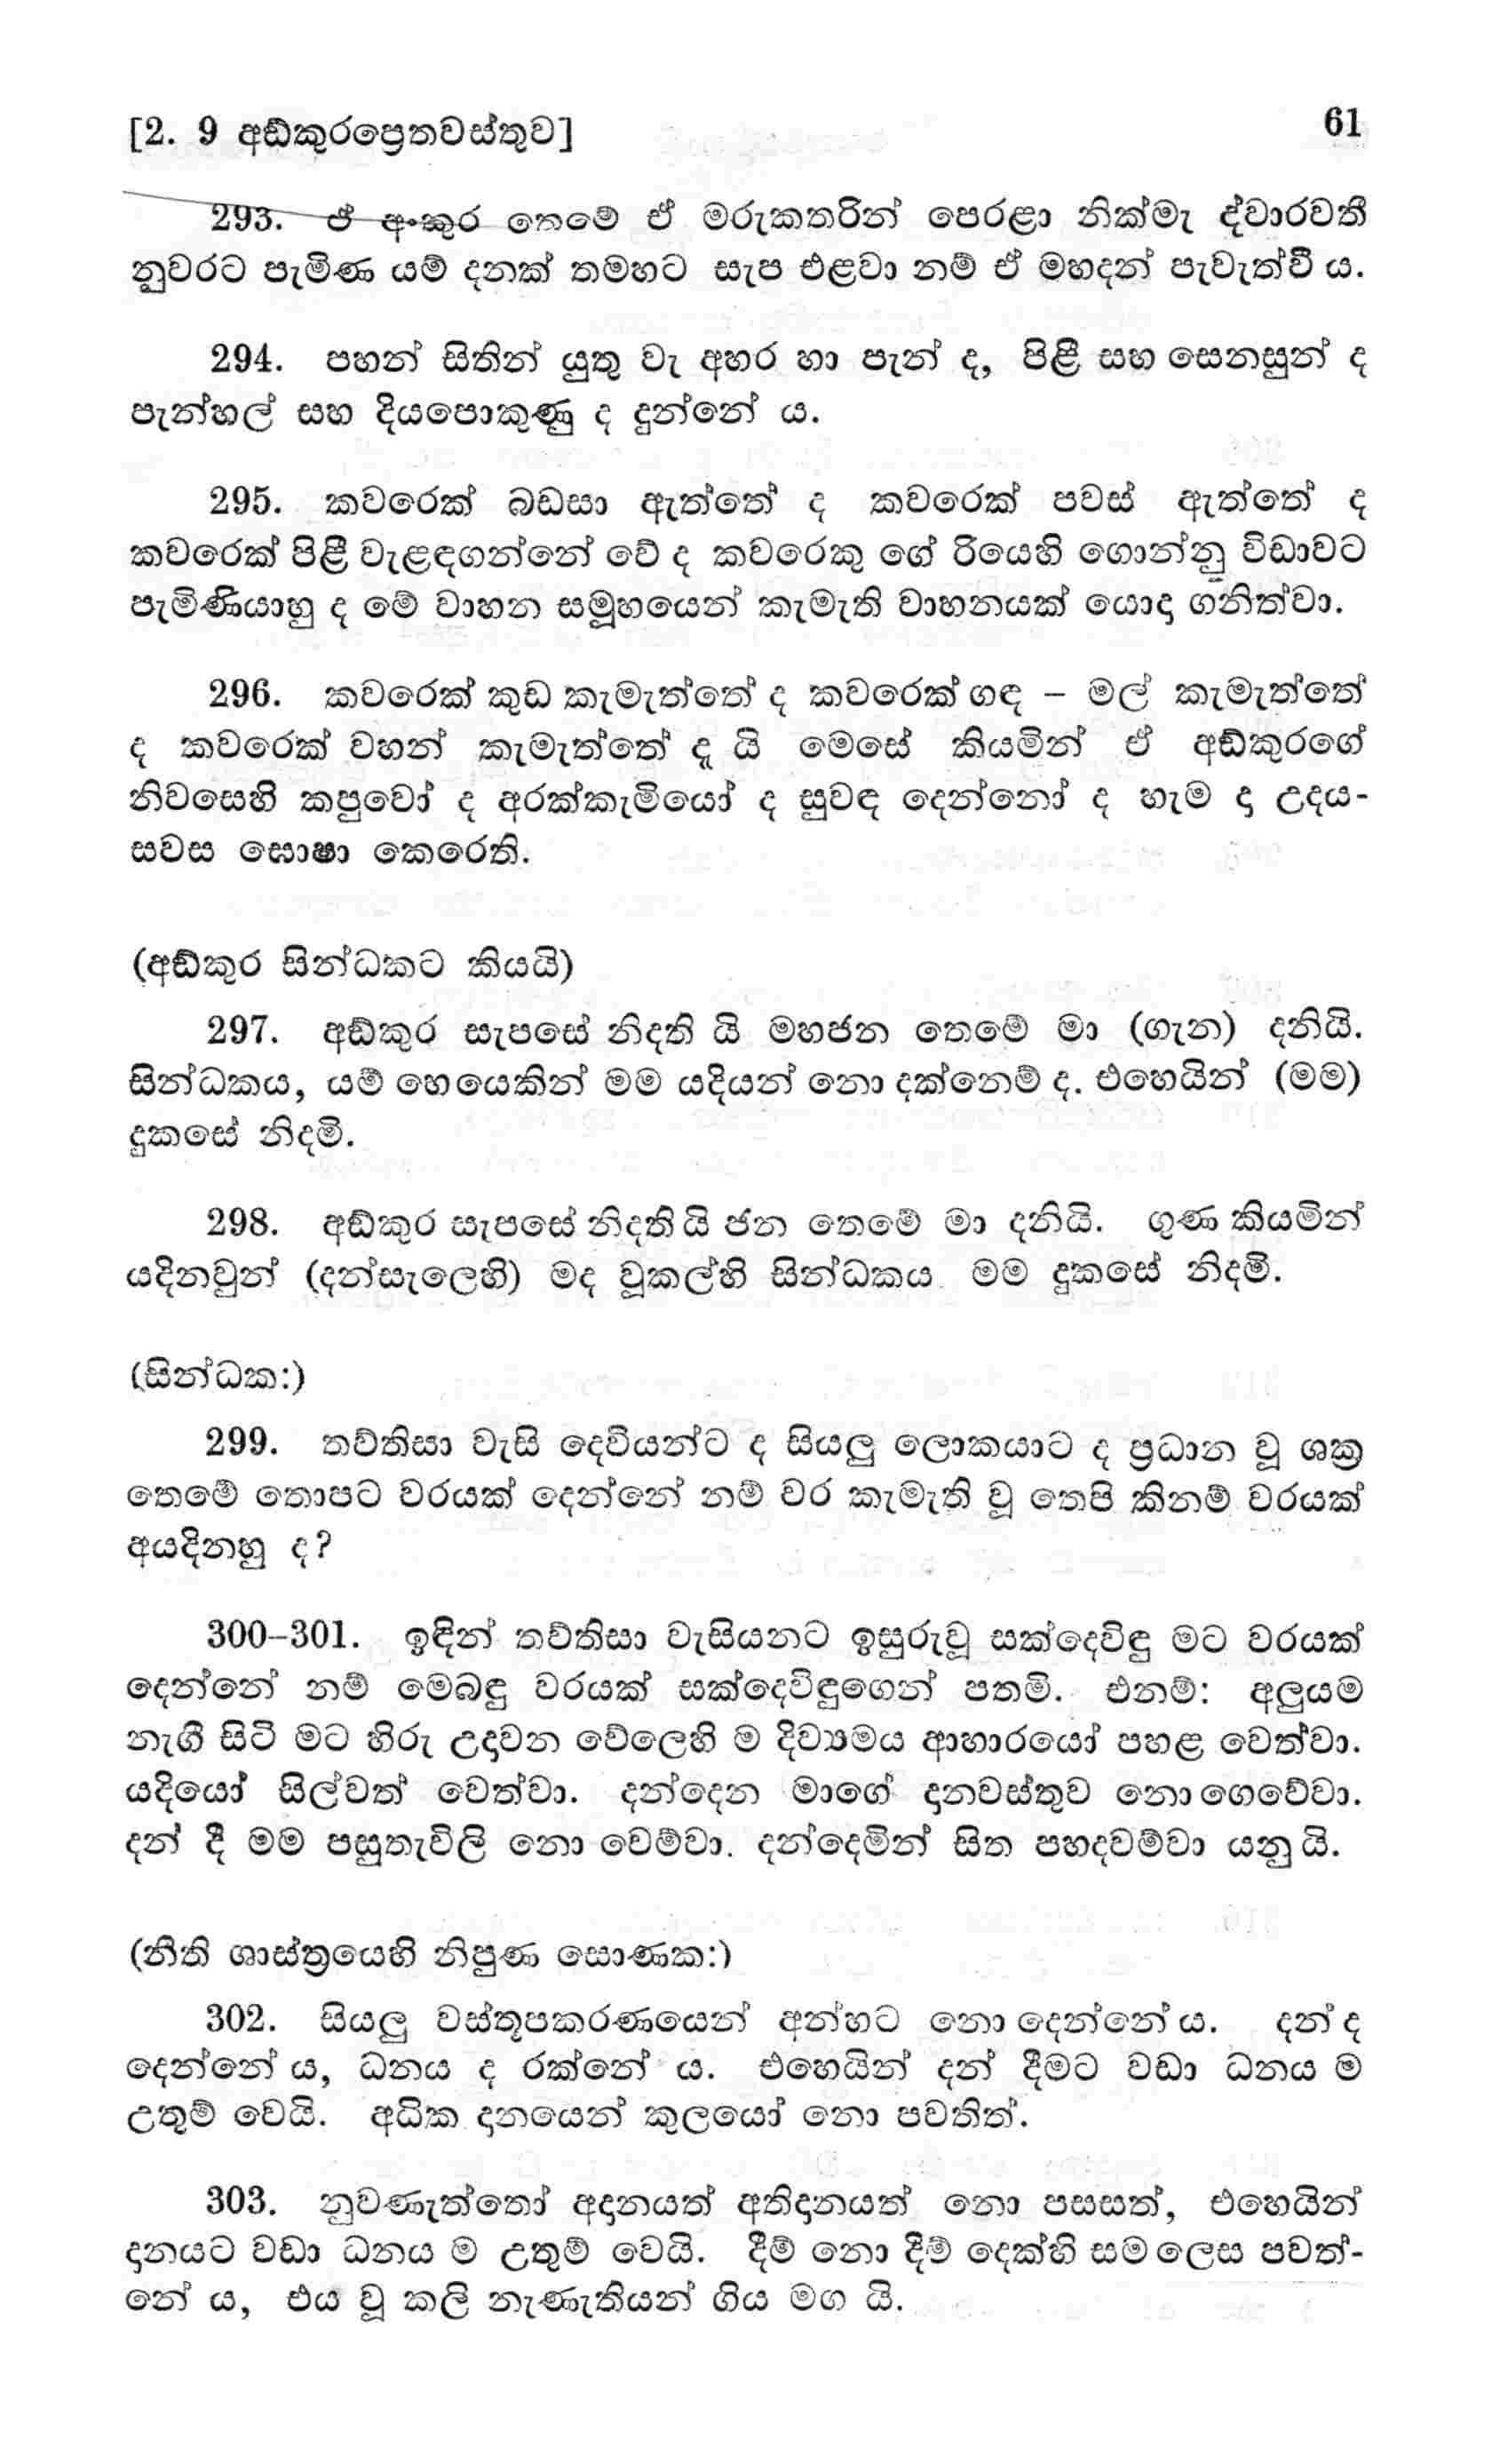 [2. 9 අඞ්කුරප්‍රෙතවස්තුව]
61
293. ඒ අංකුර තෙමේ ඒ මරුකතරින් පෙරළා නික්මැ ද්වාරවතී
නුවරට පැමිණ යම් දනක් තමහට සැප එළවා නම් ඒ මහදන් පැවැත්වී ය.
294. පහන් සිතින් යුතු වැ අහර හා පැන් ද, පිළී සහ සෙනසුන් ද
පැන්හල් සහ දියපොකුණු ද දුන්නේ ය.
295. කවරෙක් බඩසා ඇත්තේ ද කවරෙක් පවස් ඇත්තේ ද
කවරෙක් පිළී වැළඳගන්නේ වේ ද කවරෙකු ගේ රියෙහි ගොන්නු විඩාවට
පැමිණියාහු ද මේ වාහන සමූහයෙන් කැමැති වාහනයක් යොදා ගනිත්වා.
296. කවරෙක් කුඩ කැමැත්තේ ද කවරෙක් ගඳ – මල් කැමැත්තේ
ද කවරෙක් වහන් කැමැත්තේ දැ යි මෙසේ කියමින් ඒ අඞ්කුරගේ
නිවසෙහි කපුවෝ ද අරක්කැමියෝ ද සුවඳ දෙන්නෝ ද හැම දා උදය-
සවස ඝොෂා කෙරෙති.
(අඞ්කුර සින්ධකට කියයි)
297. අඞ්කුර සැපසේ නිදති යි මහජන තෙමේ මා (ගැන) දනියි.
සින්ධකය, යම් හෙයෙකින් මම යදියන් නො දක්නෙම් ද. එහෙයින් (මම)
දුකසේ නිදමි.
298. අඞ්කුර සැපසේ නිදති යි ජන තෙමේ මා දනියි. ගුණ කියමින්
යදිනවුන් (දන්සැලෙහි) මද වූකල්හි සින්ධකය මම දුකසේ නිදමි.
(සින්ධක:)
299. තව්තිසා වැසි දෙවියන්ට ද සියලු ලොකයාට ද ප්‍රධාන වූ ශක්‍ර
තෙමේ තොපට වරයක් දෙන්නේ නම් වර කැමැති වූ තෙපි කිනම් වරයක්
අයදිනහු ද?
300–301. ඉඳින් තව්තිසා වැසියනට ඉසුරුවූ සක්දෙවිඳු මට වරයක්
දෙන්නේ නම් මෙබඳු වරයක් සක්දෙවිඳුගෙන් පතමි. එනම්: අලුයම
නැගී සිටි මට හිරු උදාවන වේලෙහි ම දිව්‍යමය ආහාරයෝ පහළ වෙත්වා.
යදියෝ සිල්වත් වෙත්වා. දන්දෙන මාගේ දානවස්තුව නො ගෙවේවා.
දන් දී මම පසුතැවිලි නො වෙම්වා. දන්දෙමින් සිත පහදවම්වා යනු යි.
(නීති ශාස්ත්‍රයෙහි නිපුණ සොණක:)
302. සියලු වස්තූපකරණයෙන් අන්හට නො දෙන්නේ ය. දන් ද
දෙන්නේ ය, ධනය ද රක්නේ ය. එහෙයින් දන් දීමට වඩා ධනය ම
උතුම් වෙයි. අධික දානයෙන් කුලයෝ නො පවතිත්.
303. නුවණැත්තෝ අදානයත් අතිදානයත් නො පසසත්, එහෙයින්
දානයට වඩා ධනය ම උතුම් වෙයි. දීම් නො දීම් දෙක්හි සම ලෙස පවත්-
නේ ය, එය වූ කලි නැණැතියන් ගිය මග යි.